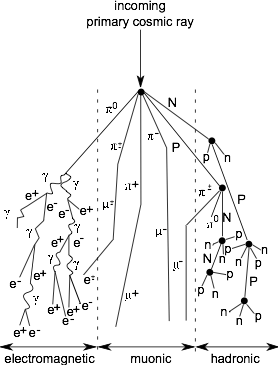 incoming
primary cosmic ray
π⁰
N
π±
π⁻
P
p
n
γ
γ
π+
π±
e+
e⁻
e+
γ
e⁻
γ
μ±
π⁰
N
γ
e+
e⁻
γ
γ
μ⁻
n
n
p
N
n
p
e⁻
e+
e⁻
e⁻
μ+
μ⁻
p
n
n
P
e+
e⁻
e⁻
n
n
p
electromagnetic
muonic
hadronic